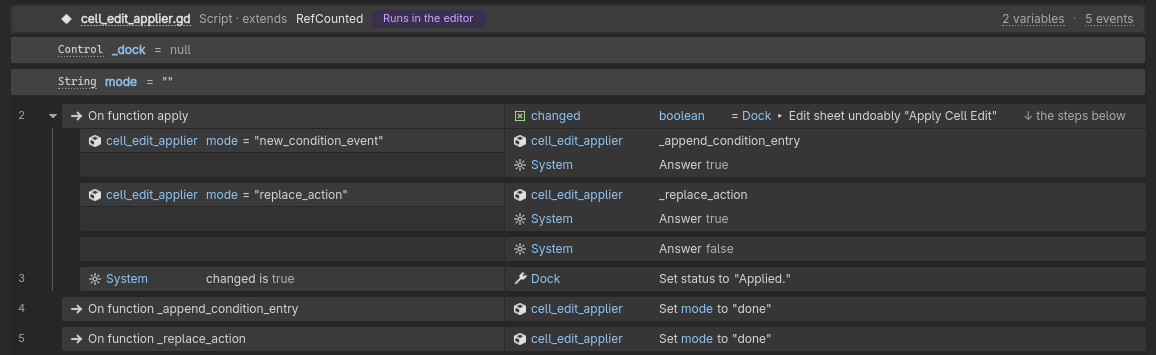 cell_edit_applier.gd Script · extends RefCounted Runs in the editor 2 variables · 5 events
Control _dock = null
String mode = ""
2 On function apply changed boolean = Dock ▸ Edit sheet undoably "Apply Cell Edit" ↓ the steps below
cell_edit_applier mode = "new_condition_event" cell_edit_applier _append_condition_entry
System Answer true
cell_edit_applier mode = "replace_action" cell_edit_applier _replace_action
System Answer true
System Answer false
3 System changed is true Dock Set status to "Applied."
4 On function _append_condition_entry cell_edit_applier Set mode to "done"
5 On function _replace_action cell_edit_applier Set mode to "done"